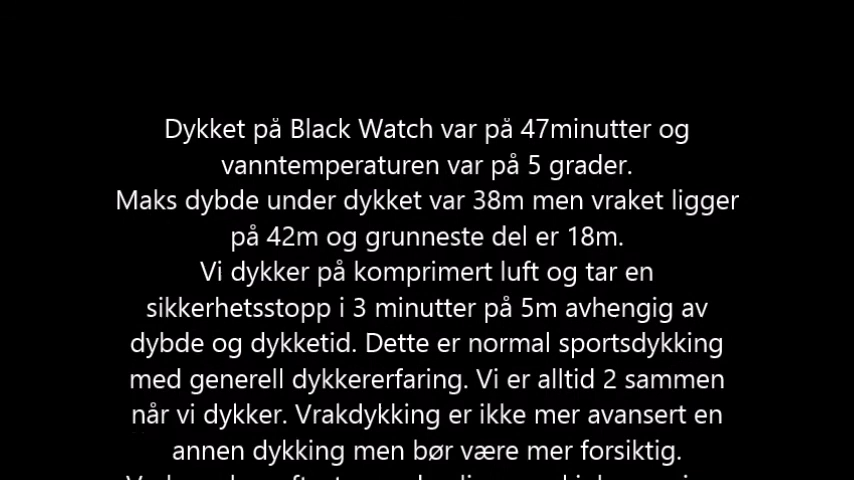 Dykket på Black Watch var på 47minutter og
vanntemperaturen var på 5 grader.
Maks dybde under dykket var 38m men vraket ligger
på 42m og grunneste del er 18m.
Vi dykker på komprimert luft og tar en
sikkerhetsstopp i 3 minutter på 5m avhengig av
dybde og dykketid. Dette er normal sportsdykking
med generell dykkererfaring. Vi er alltid 2 sammen
når vi dykker. Vrakdykking er ikke mer avansert en
annen dykking men bør være mer forsiktig.